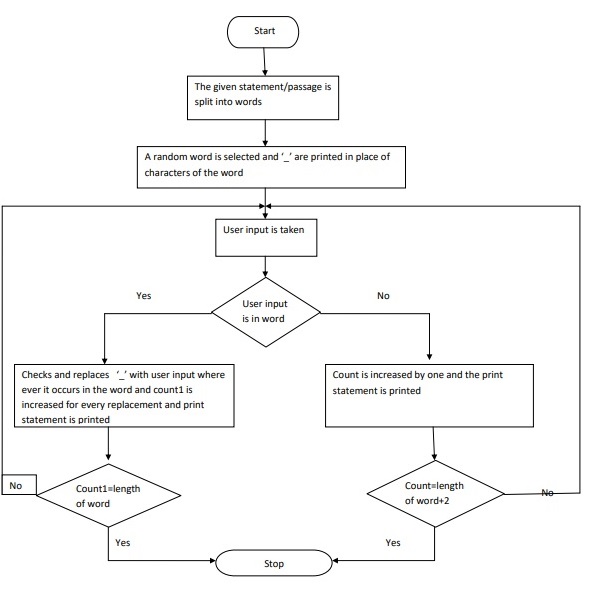 Start
The given statement/passage is
split into words
A random word is selected and ‘_’ are printed in place of
characters of the word
User input is taken
Yes
No
User input
is in word
Checks and replaces ‘_’ with user input where
ever it occurs in the word and count1 is
increased for every replacement and print
statement is printed
Count is increased by one and the print
statement is printed
No
Count1=length
of word
Count=length
of word+2
No
Yes
Yes
Stop